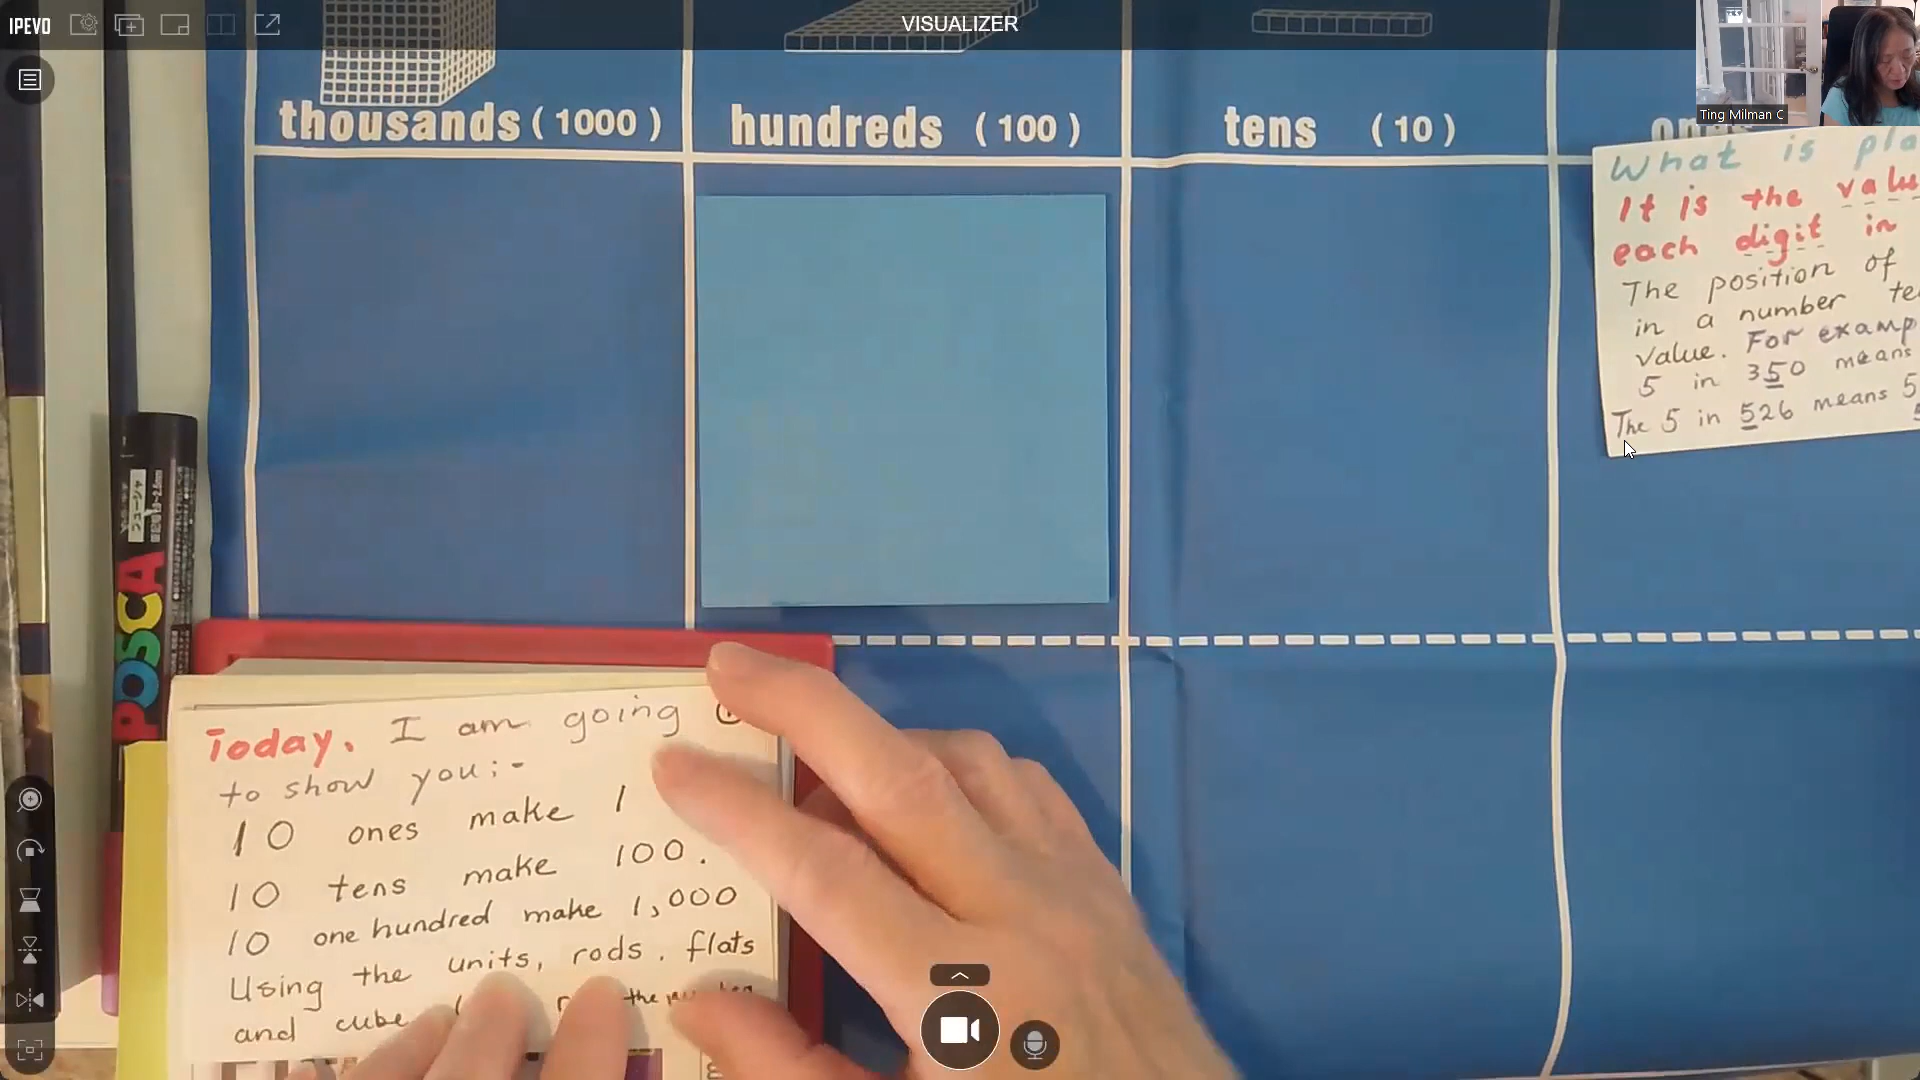 IPEVO
VISUALIZER
Ting Milman C
thousands (1000)
hundreds (100)
tens (10)
What is
It is the
each digit in
The position of
in a number
value. For
5 in 350 means
The 5 in 526 means 5
POSCA
Today. I am going
to show you:-
10 ones make 1
10 tens make 100.
10 one hundred make 1,000
Using the units, rods. flats
and cube the